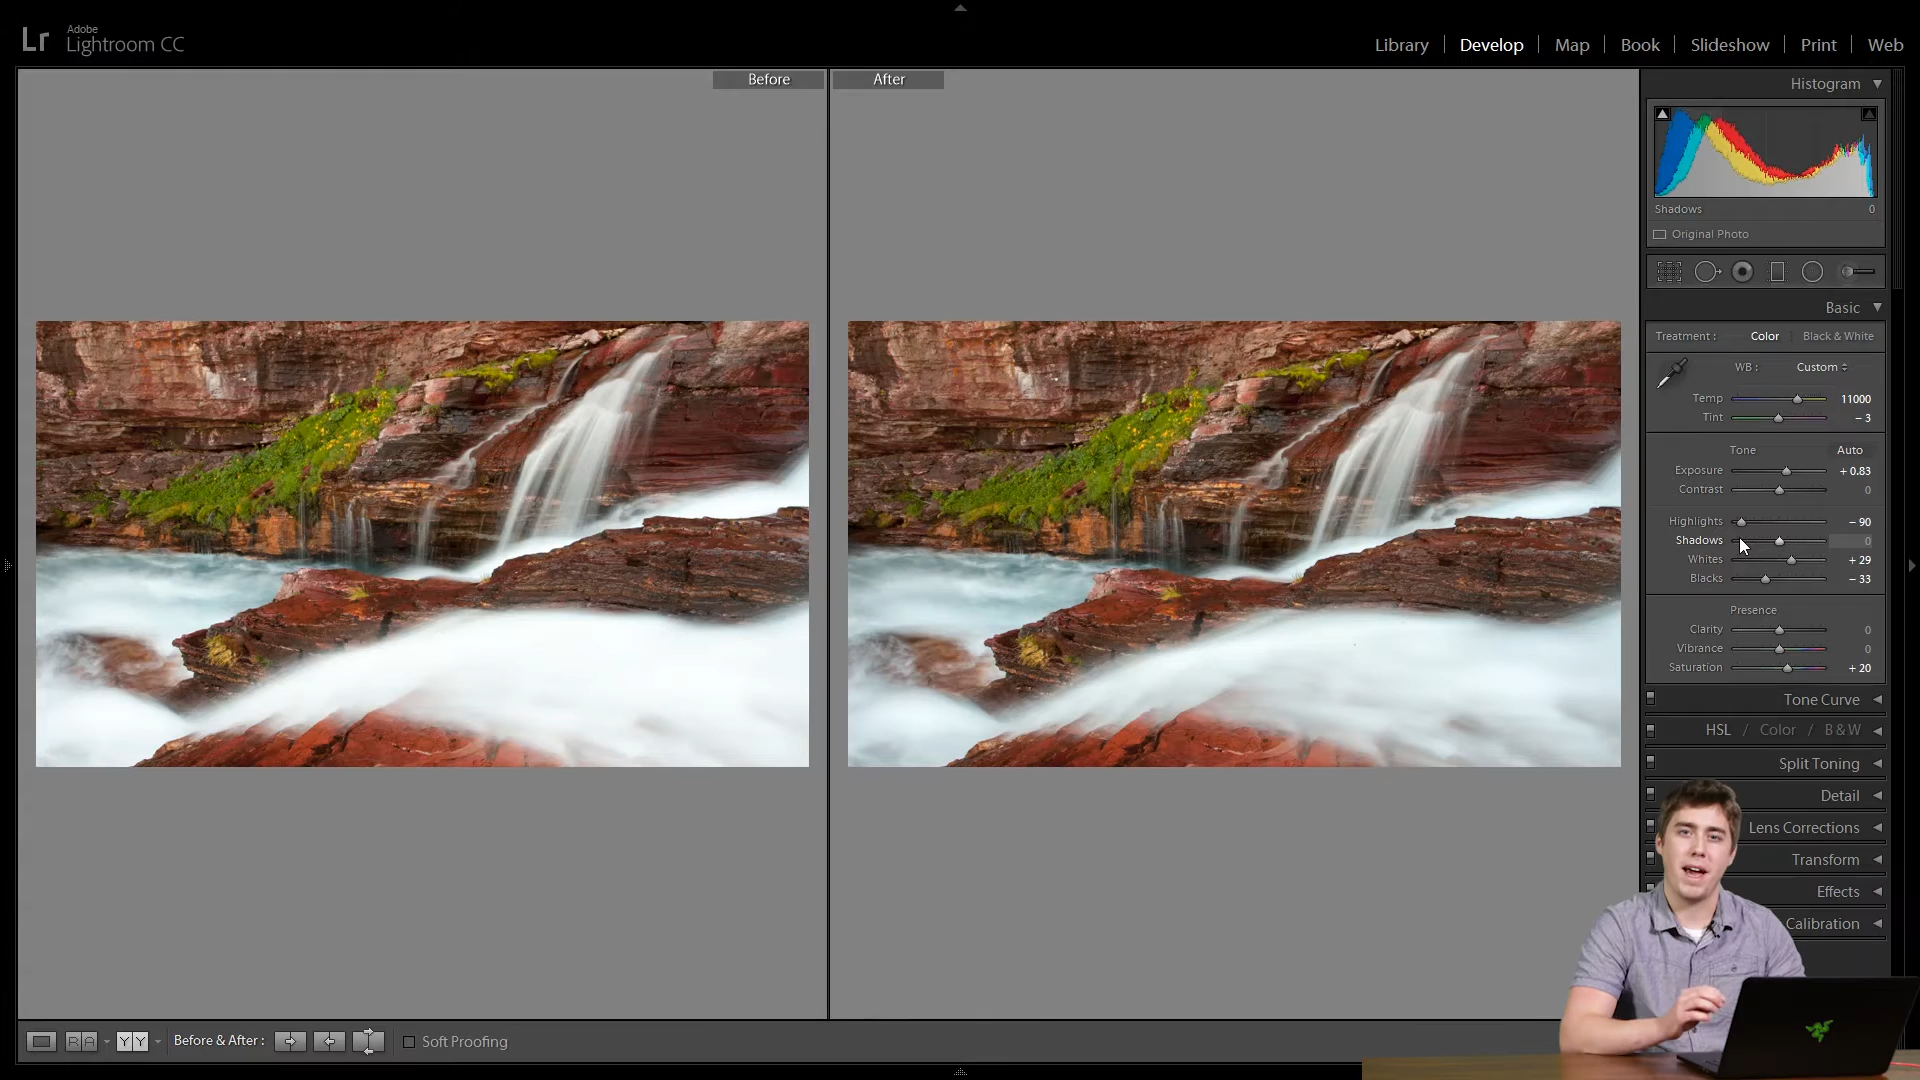 Lr Adobe
Lightroom CC
Library Develop Map Book Slideshow Print Web
Before After
Histogram
Shadows 0
Original Photo
Basic
Treatment : Color Black & White
WB : Custom
Temp 11000
Tint – 3
Tone Auto
Exposure + 0.83
Contrast 0
Highlights – 90
Shadows 0
Whites + 29
Blacks – 33
Presence
Clarity 0
Vibrance 0
Saturation + 20
Tone Curve
HSL / Color / B & W
Split Toning
Detail
Lens Corrections
Transform
Effects
Calibration
R A Y Y Before & After : Soft Proofing